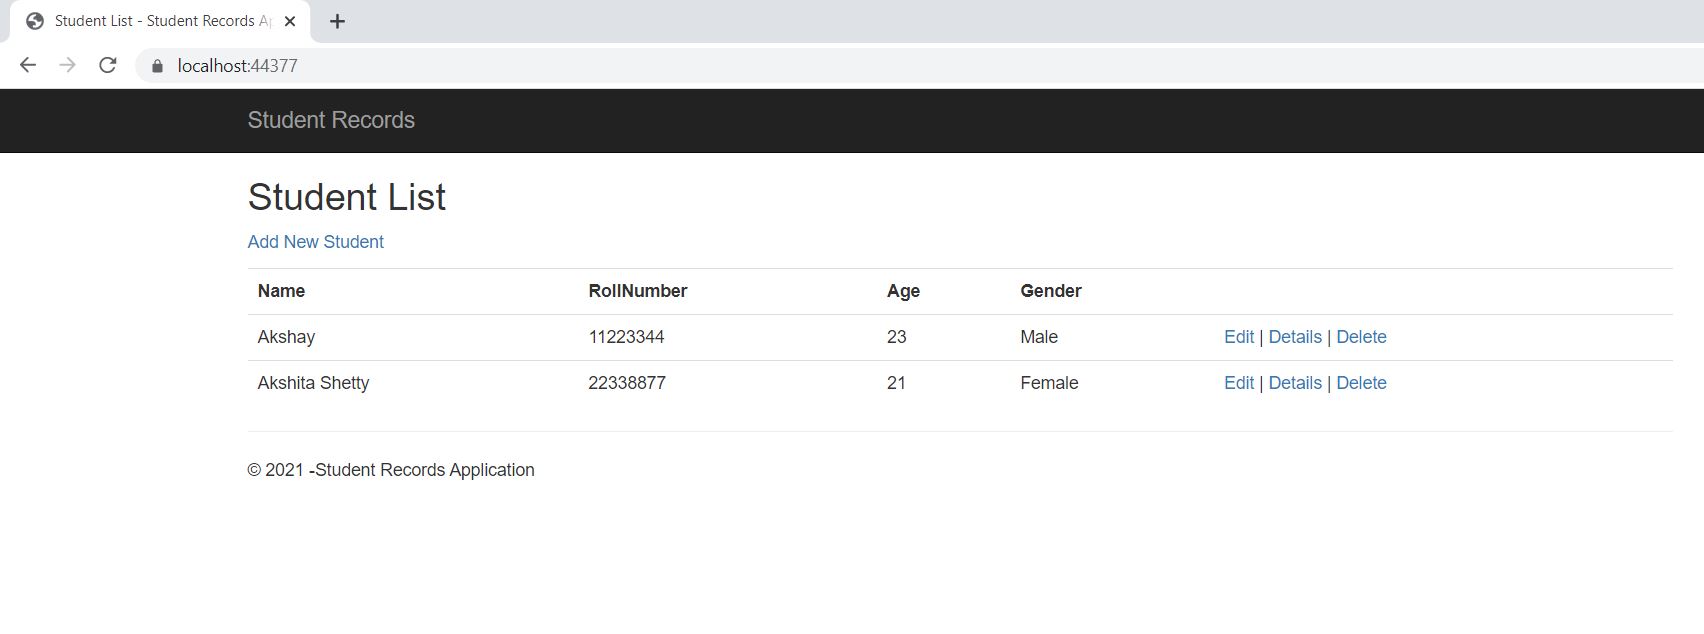 Student List - Student Records Ap
localhost:44377
Student Records
Student List
Add New Student
Name RollNumber Age Gender
Akshay 11223344 23 Male Edit | Details | Delete
Akshita Shetty 22338877 21 Female Edit | Details | Delete
© 2021 -Student Records Application